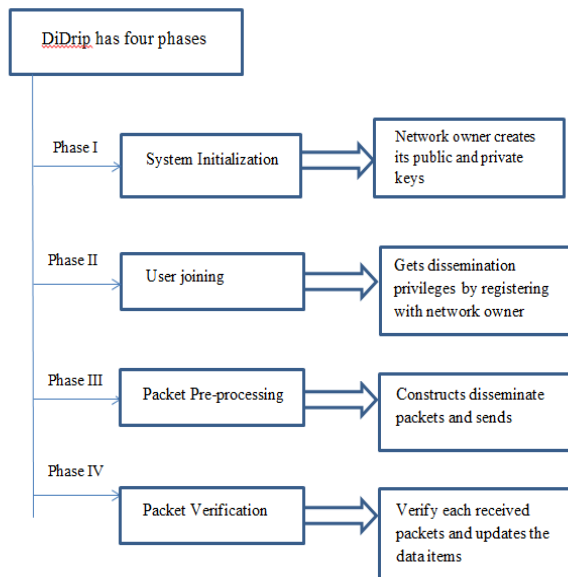 DiDrip has four phases
Phase I
System Initialization
Network owner
creates its public
and private
keys
Phase II
User joining
Gets dissemination
privileges by registering
with network owner
Phase III
Packet Pre-processing
Constructs disseminate
packets and sends
Phase IV
Packet Verification
Verify each received
packets and updates the
data items